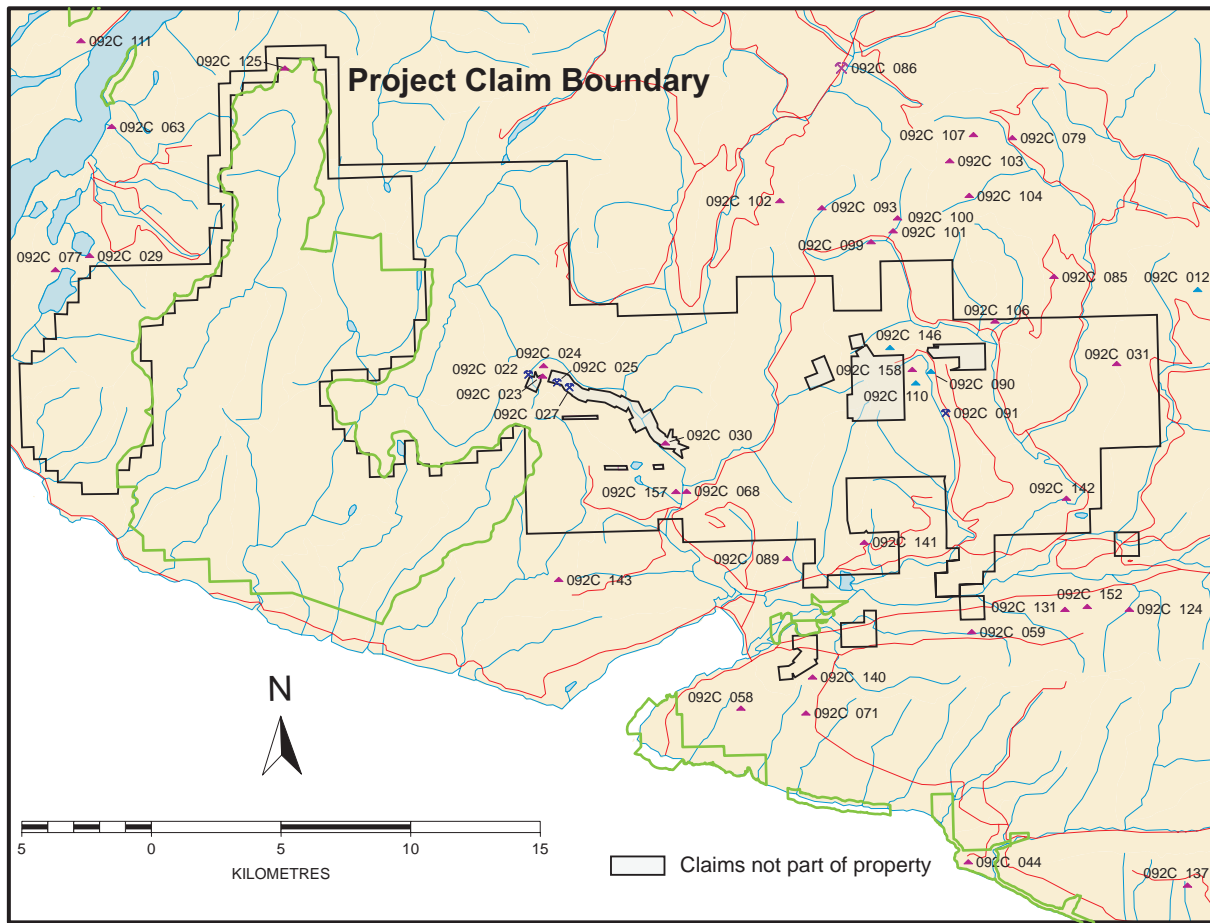 092C 111
092C 125
Project Claim Boundary
092C 086
092C 063
092C 107
092C 079
092C 103
092C 104
092C 102
092C 093
092C 100
092C 101
092C 099
092C 077
092C 029
092C 085
092C 012
092C 106
092C 146
092C 024
092C 022
092C 025
092C 158
092C 031
092C 023
092C 090
092C 110
092C 027
092C 091
092C 030
092C 157
092C 068
092C 142
092C 141
092C 089
092C 143
092C 152
092C 131
092C 124
092C 059
092C 140
N
092C 058
092C 071
5 0 5 10 15
KILOMETRES
Claims not part of property
092C 044
092C 137